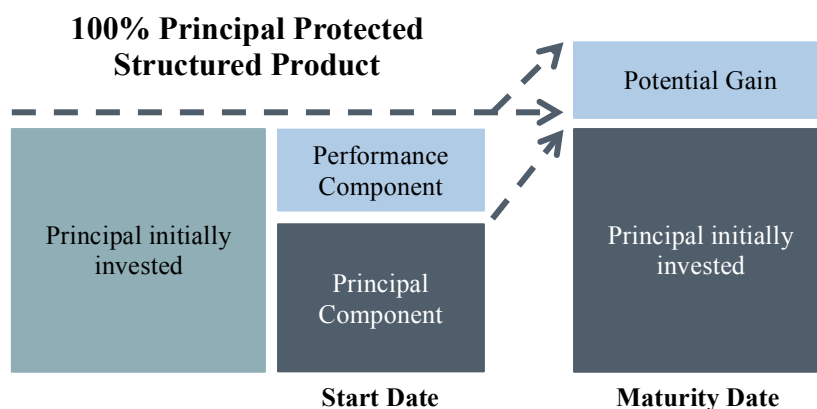 100% Principal Protected
Structured Product
Principal initially
invested
Performance
Component
Principal
Component
Potential Gain
Principal initially
invested
Start Date
Maturity Date